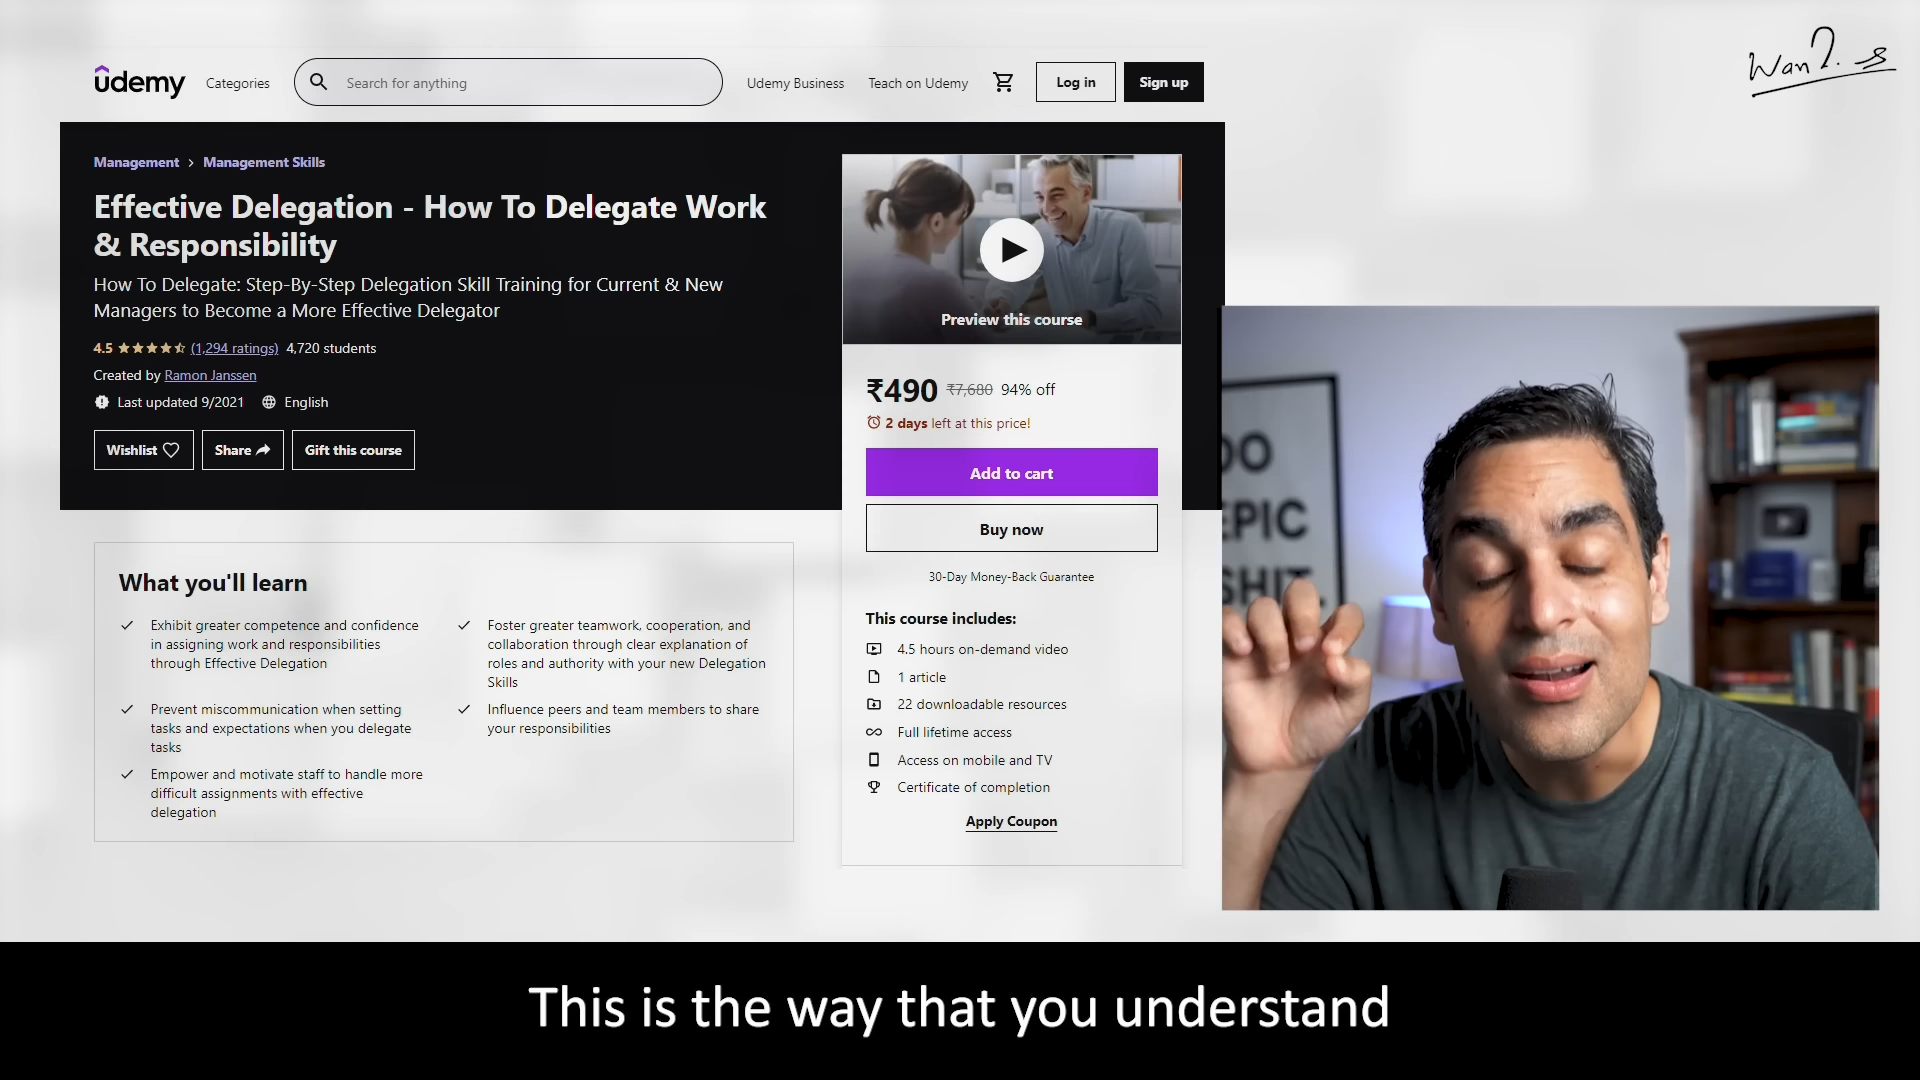 Udemy
Categories
Search for anything
Udemy Business
Teach on Udemy
Log in
Sign up
Management > Management Skills
Effective Delegation - How To Delegate Work
& Responsibility
How To Delegate: Step-By-Step Delegation Skill Training for Current & New
Managers to Become a More Effective Delegator
4.5 (1,294 ratings) 4,720 students
Created by Ramon Janssen
Last updated 9/2021 English
Wishlist
Share
Gift this course
Preview this course
₹490 ₹7,680 94% off
2 days left at this price!
Add to cart
Buy now
30-Day Money-Back Guarantee
This course includes:
4.5 hours on-demand video
1 article
22 downloadable resources
Full lifetime access
Access on mobile and TV
Certificate of completion
Apply Coupon
What you'll learn
Exhibit greater competence and confidence
in assigning work and responsibilities
through Effective Delegation
Foster greater teamwork, cooperation, and
collaboration through clear explanation of
roles and authority with your new Delegation
Skills
Prevent miscommunication when setting
tasks and expectations when you delegate
tasks
Influence peers and team members to share
your responsibilities
Empower and motivate staff to handle more
difficult assignments with effective
delegation
DO
EPIC
SHIT.
This is the way that you understand